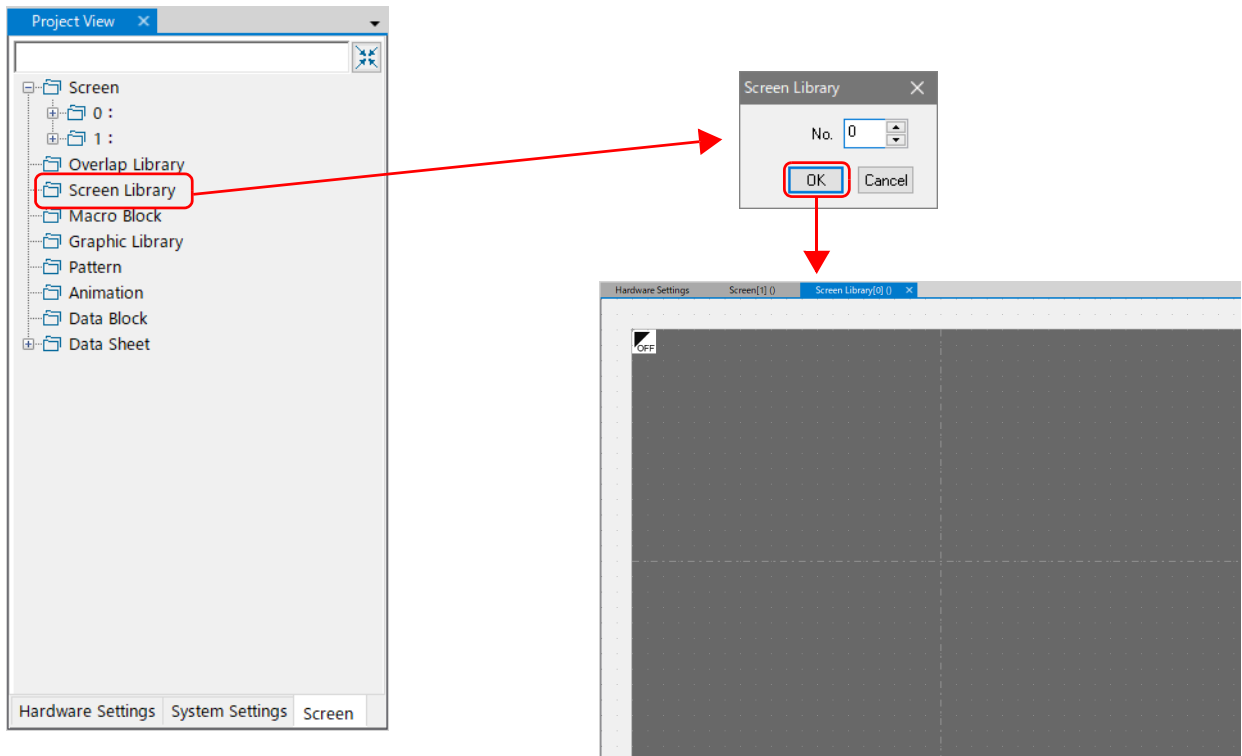 Project View
Screen
0 :
1 :
Overlap Library
Screen Library
Macro Block
Graphic Library
Pattern
Animation
Data Block
Data Sheet
Hardware Settings System Settings Screen
Screen Library
No. 0
OK Cancel
Hardware Settings Screen[1] () Screen Library[0] ()
OFF